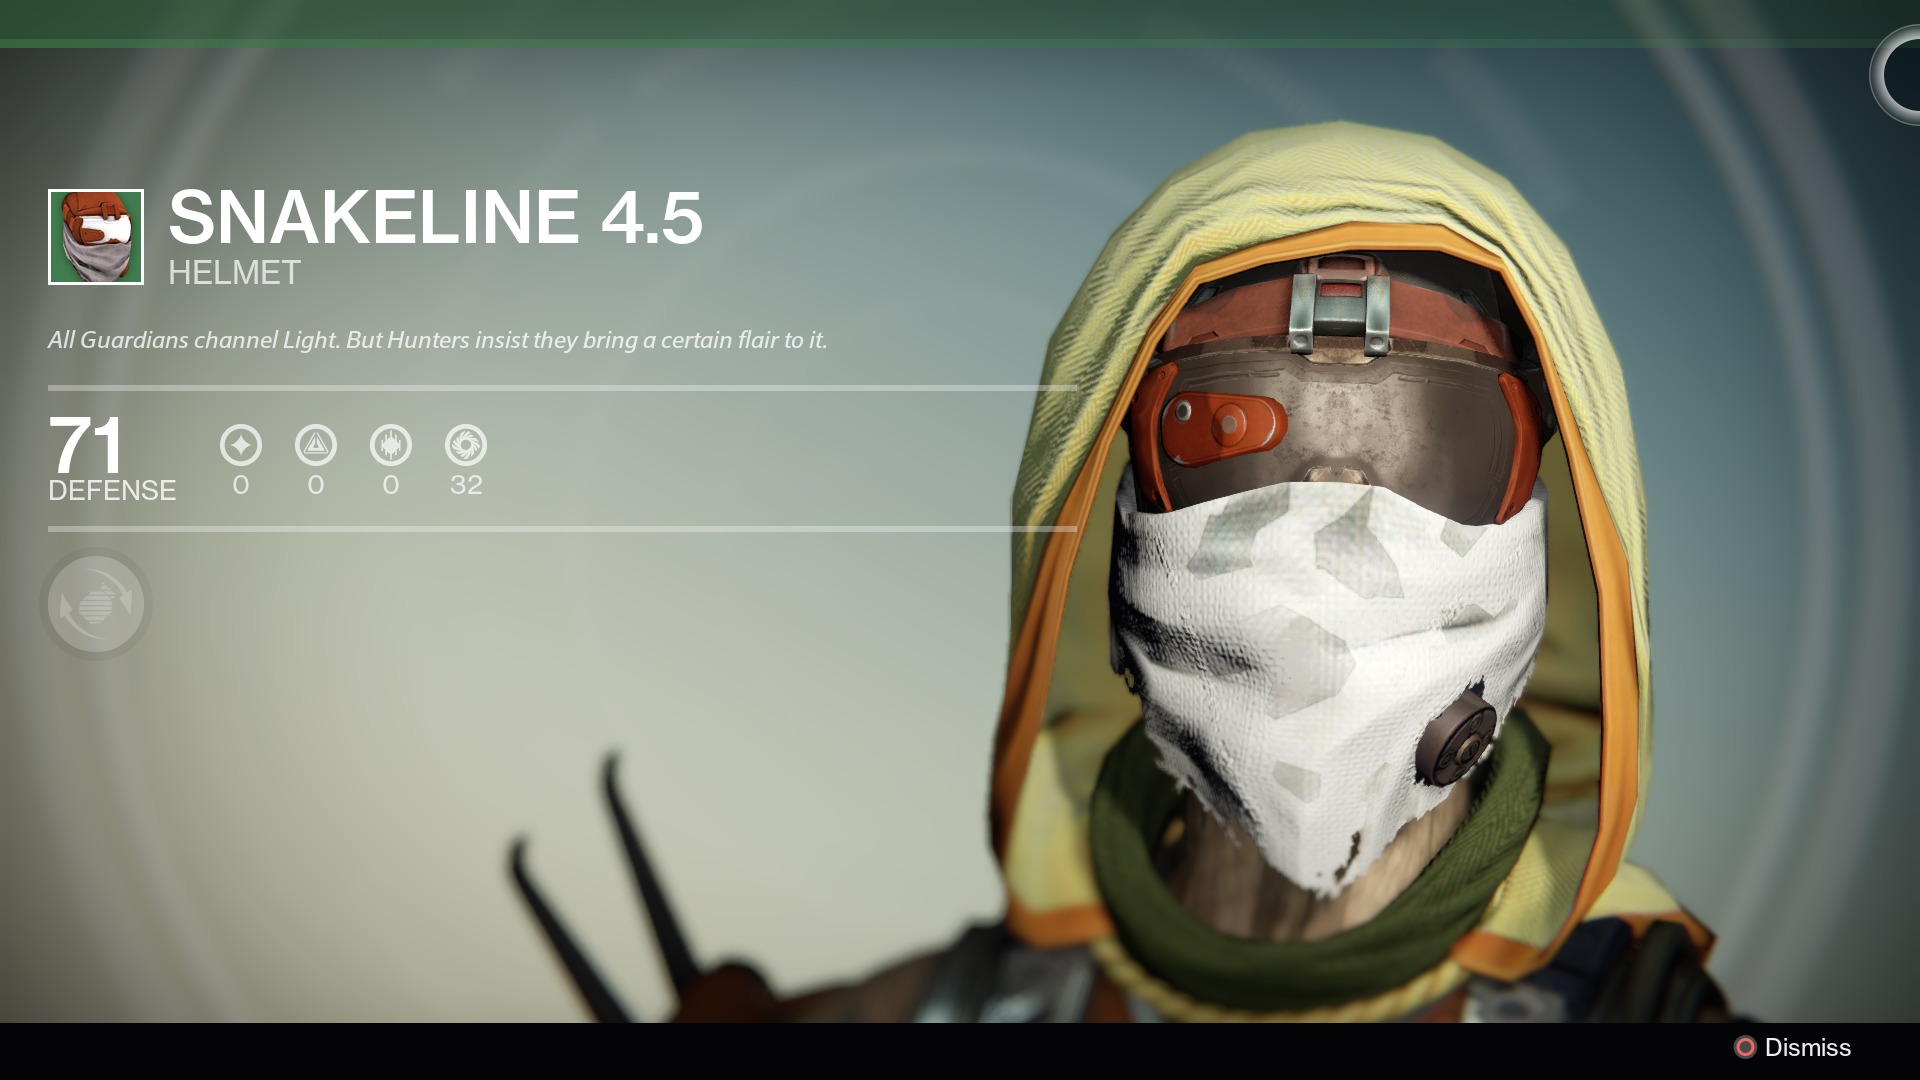 SNAKELINE 4.5
HELMET
All Guardians channel Light. But Hunters insist they bring a certain flair to it.
71
DEFENSE
0 0 0 32
Dismiss